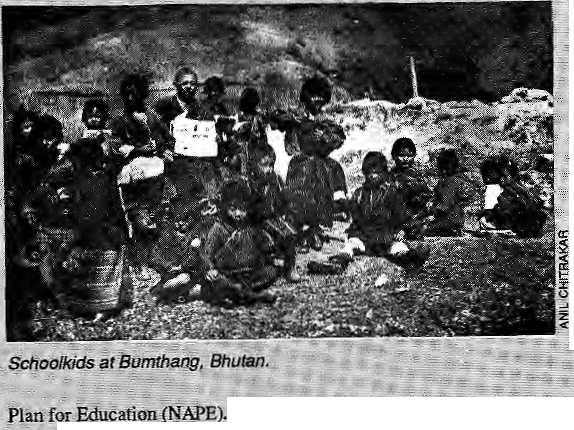 ANIL CHITRAKAR
Schoolkids at Bumthang, Bhutan.
Plan for Education (NAPE).